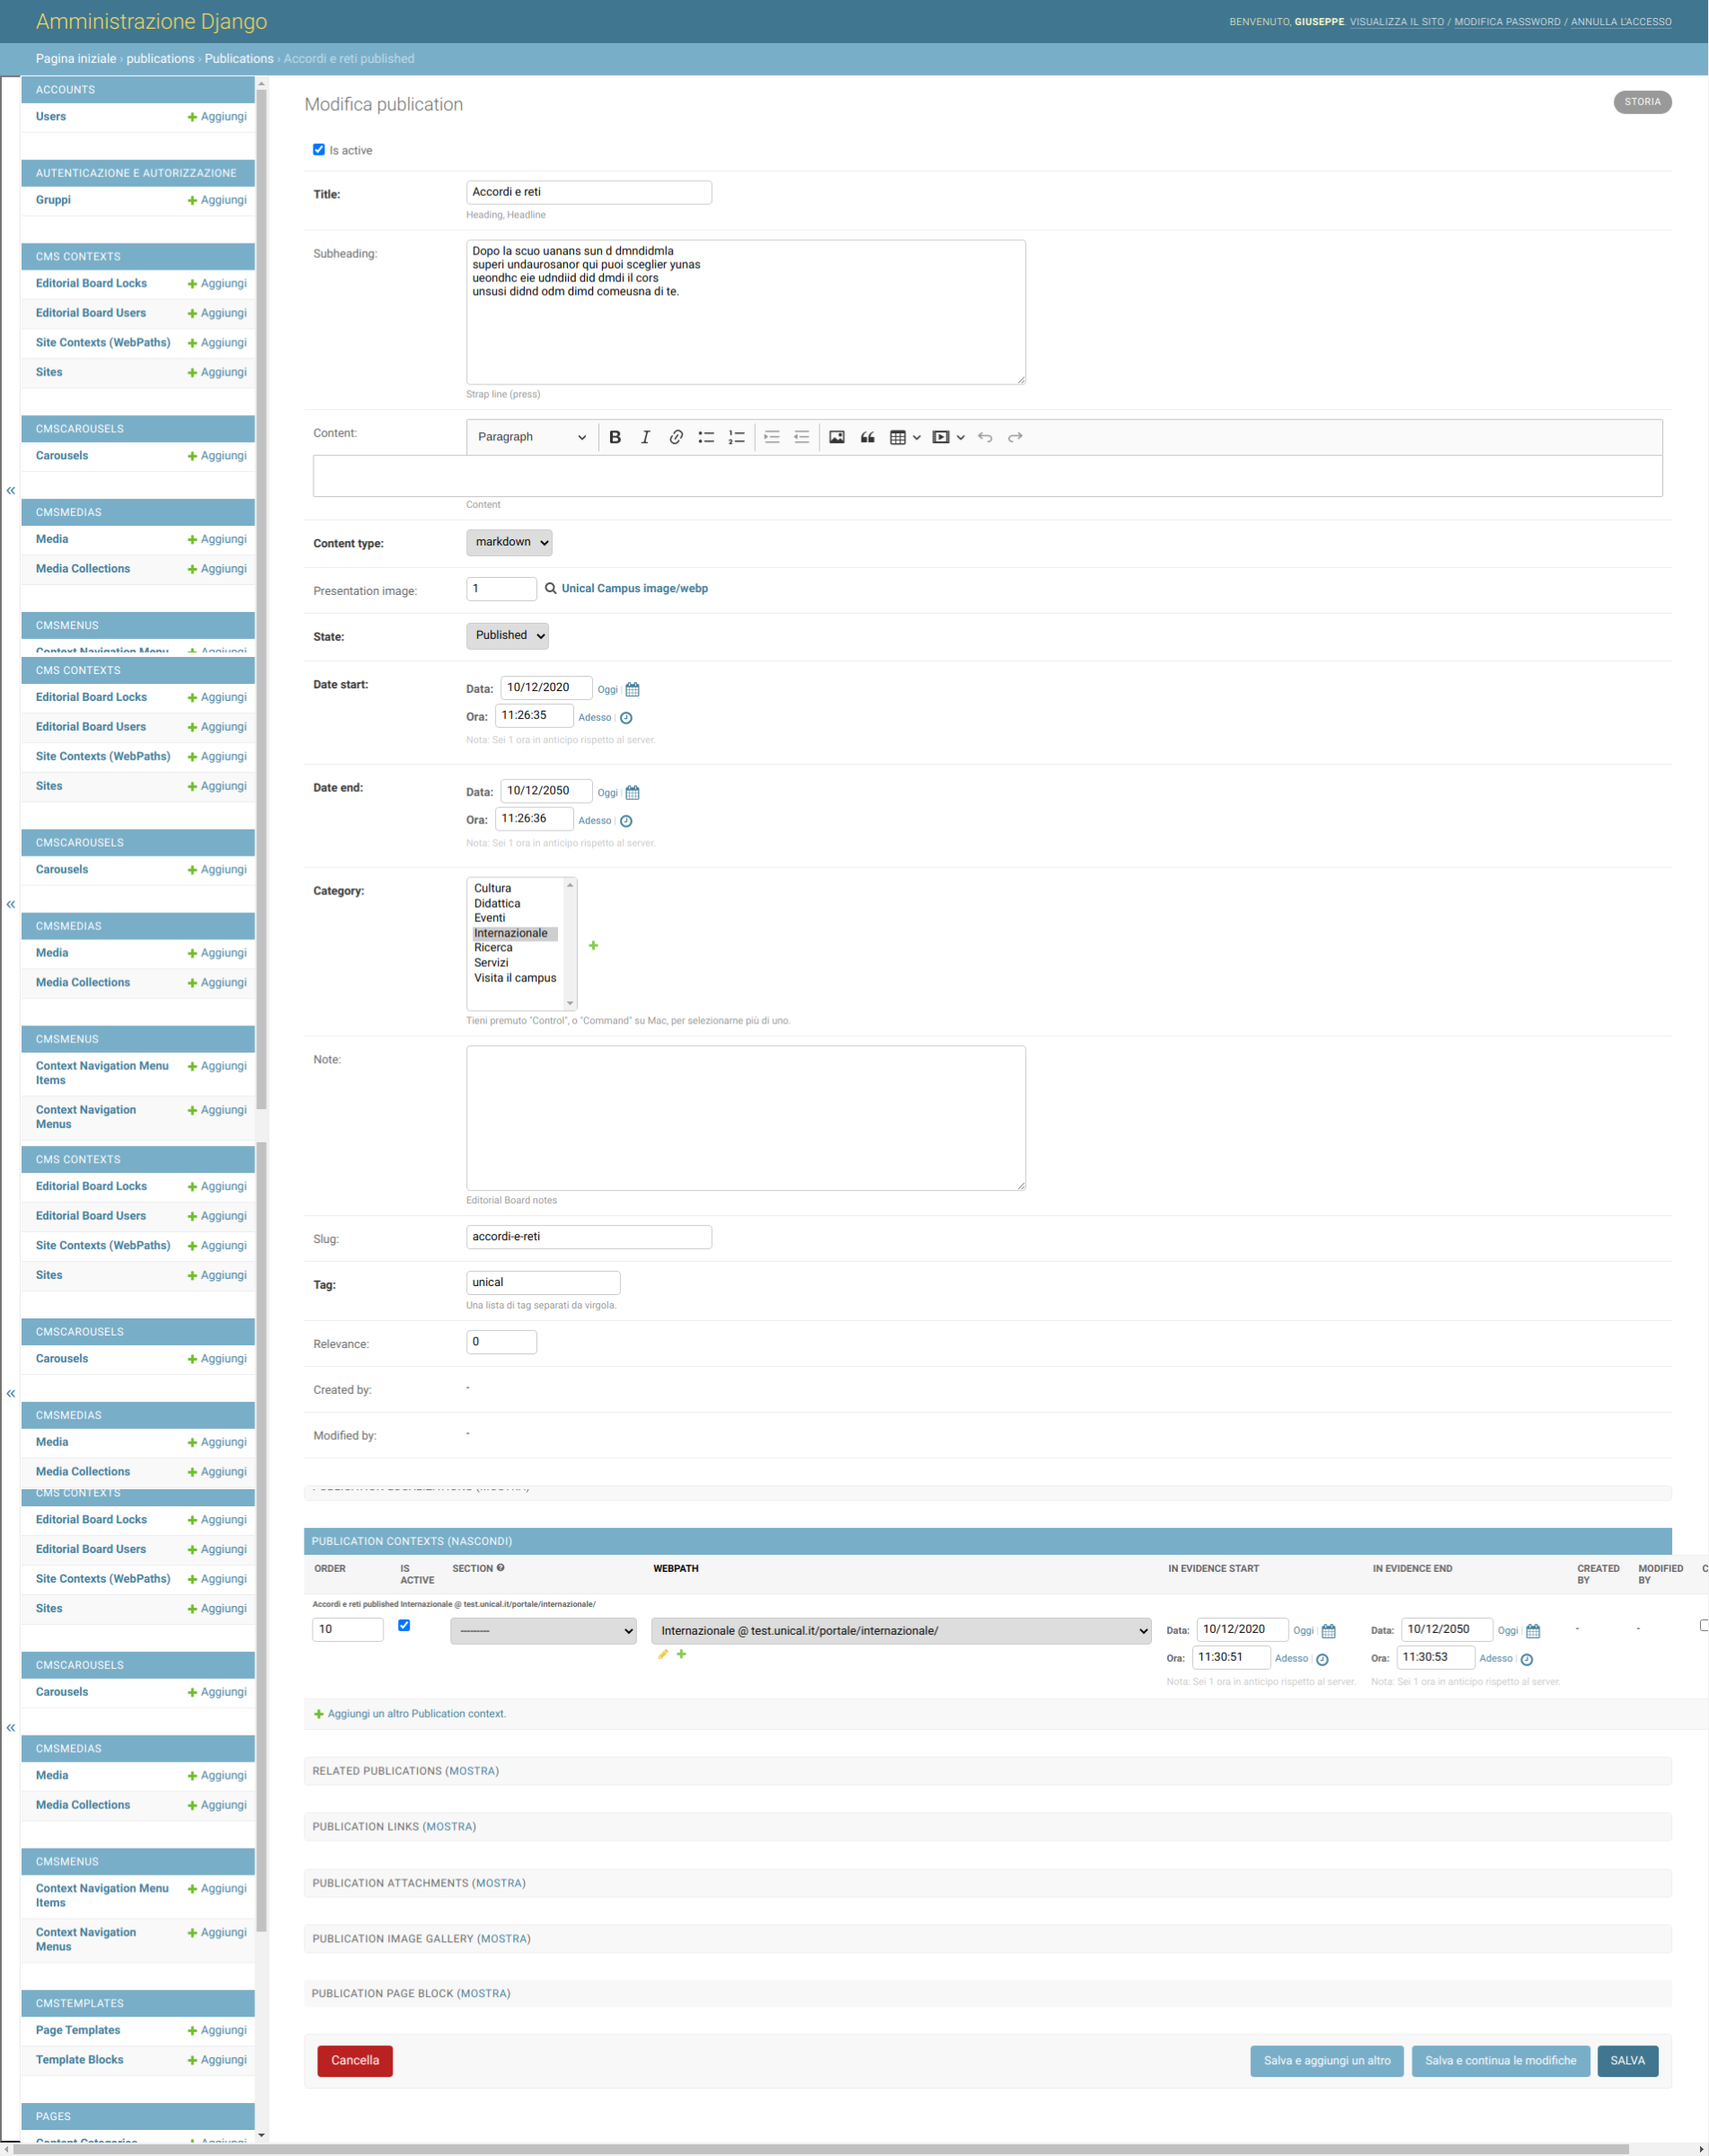 Amministrazione Django
BENVENUTO, GIUSEPPE. VISUALIZZA IL SITO / MODIFICA PASSWORD / ANNULLA L'ACCESSO
Pagina iniziale › publications › Publications › Accordi e reti published
«
ACCOUNTS
Users Aggiungi
AUTENTICAZIONE E AUTORIZZAZIONE
Gruppi Aggiungi
CMS CONTEXTS
Editorial Board Locks Aggiungi
Editorial Board Users Aggiungi
Site Contexts (WebPaths) Aggiungi
Sites Aggiungi
CMSCAROUSELS
Carousels Aggiungi
CMSMEDIAS
Media Aggiungi
Media Collections Aggiungi
CMSMENUS
Context Navigation Menu Aggiungi
CMS CONTEXTS
Editorial Board Locks Aggiungi
Editorial Board Users Aggiungi
Site Contexts (WebPaths) Aggiungi
Sites Aggiungi
CMSCAROUSELS
Carousels Aggiungi
«
CMSMEDIAS
Media Aggiungi
Media Collections Aggiungi
CMSMENUS
Context Navigation Menu Aggiungi
Items
Context Navigation Aggiungi
Menus
CMS CONTEXTS
Editorial Board Locks Aggiungi
Editorial Board Users Aggiungi
Site Contexts (WebPaths) Aggiungi
Sites Aggiungi
CMSCAROUSELS
Carousels Aggiungi
«
CMSMEDIAS
Media Aggiungi
Media Collections Aggiungi
CMS CONTEXTS
Editorial Board Locks Aggiungi
Editorial Board Users Aggiungi
Site Contexts (WebPaths) Aggiungi
Sites Aggiungi
CMSCAROUSELS
Carousels Aggiungi
«
CMSMEDIAS
Media Aggiungi
Media Collections Aggiungi
CMSMENUS
Context Navigation Menu Aggiungi
Items
Context Navigation Aggiungi
Menus
CMSTEMPLATES
Page Templates Aggiungi
Template Blocks Aggiungi
PAGES
Content Categories Aggiungi
Modifica publication
STORIA
Is active
Title: Accordi e reti
Heading, Headline
Subheading: Dopo la scuo uanans sun d dmndidmla
superi undaurosanor qui puoi sceglier yunas
ueondhc eie udndiid did dmdi il cors
unsusi didnd odm dimd comeusna di te.
Strap line (press)
Content: Paragraph B I
Content
Content type: markdown
Presentation image: 1 Unical Campus image/webp
State: Published
Date start: Data: 10/12/2020 Oggi |
Ora: 11:26:35 Adesso |
Nota: Sei 1 ora in anticipo rispetto al server.
Date end: Data: 10/12/2050 Oggi |
Ora: 11:26:36 Adesso |
Nota: Sei 1 ora in anticipo rispetto al server.
Category: Cultura
Didattica
Eventi
Internazionale
Ricerca
Servizi
Visita il campus
Tieni premuto "Control", o "Command" su Mac, per selezionarne più di uno.
Note:
Editorial Board notes
Slug: accordi-e-reti
Tag: unical
Una lista di tag separati da virgola.
Relevance: 0
Created by: -
Modified by: -
PUBLICATION CONTEXTS (NASCONDI)
ORDER IS ACTIVE SECTION WEBPATH IN EVIDENCE START IN EVIDENCE END CREATED BY MODIFIED BY C
Accordi e reti published Internazionale @ test.unical.it/portale/internazionale/
10 --------- Internazionale @ test.unical.it/portale/internazionale/ Data: 10/12/2020 Oggi | Data: 10/12/2050 Oggi | - -
Ora: 11:30:51 Adesso | Ora: 11:30:53 Adesso |
Nota: Sei 1 ora in anticipo rispetto al server. Nota: Sei 1 ora in anticipo rispetto al server.
Aggiungi un altro Publication context.
RELATED PUBLICATIONS (MOSTRA)
PUBLICATION LINKS (MOSTRA)
PUBLICATION ATTACHMENTS (MOSTRA)
PUBLICATION IMAGE GALLERY (MOSTRA)
PUBLICATION PAGE BLOCK (MOSTRA)
Cancella
Salva e aggiungi un altro
Salva e continua le modifiche
SALVA